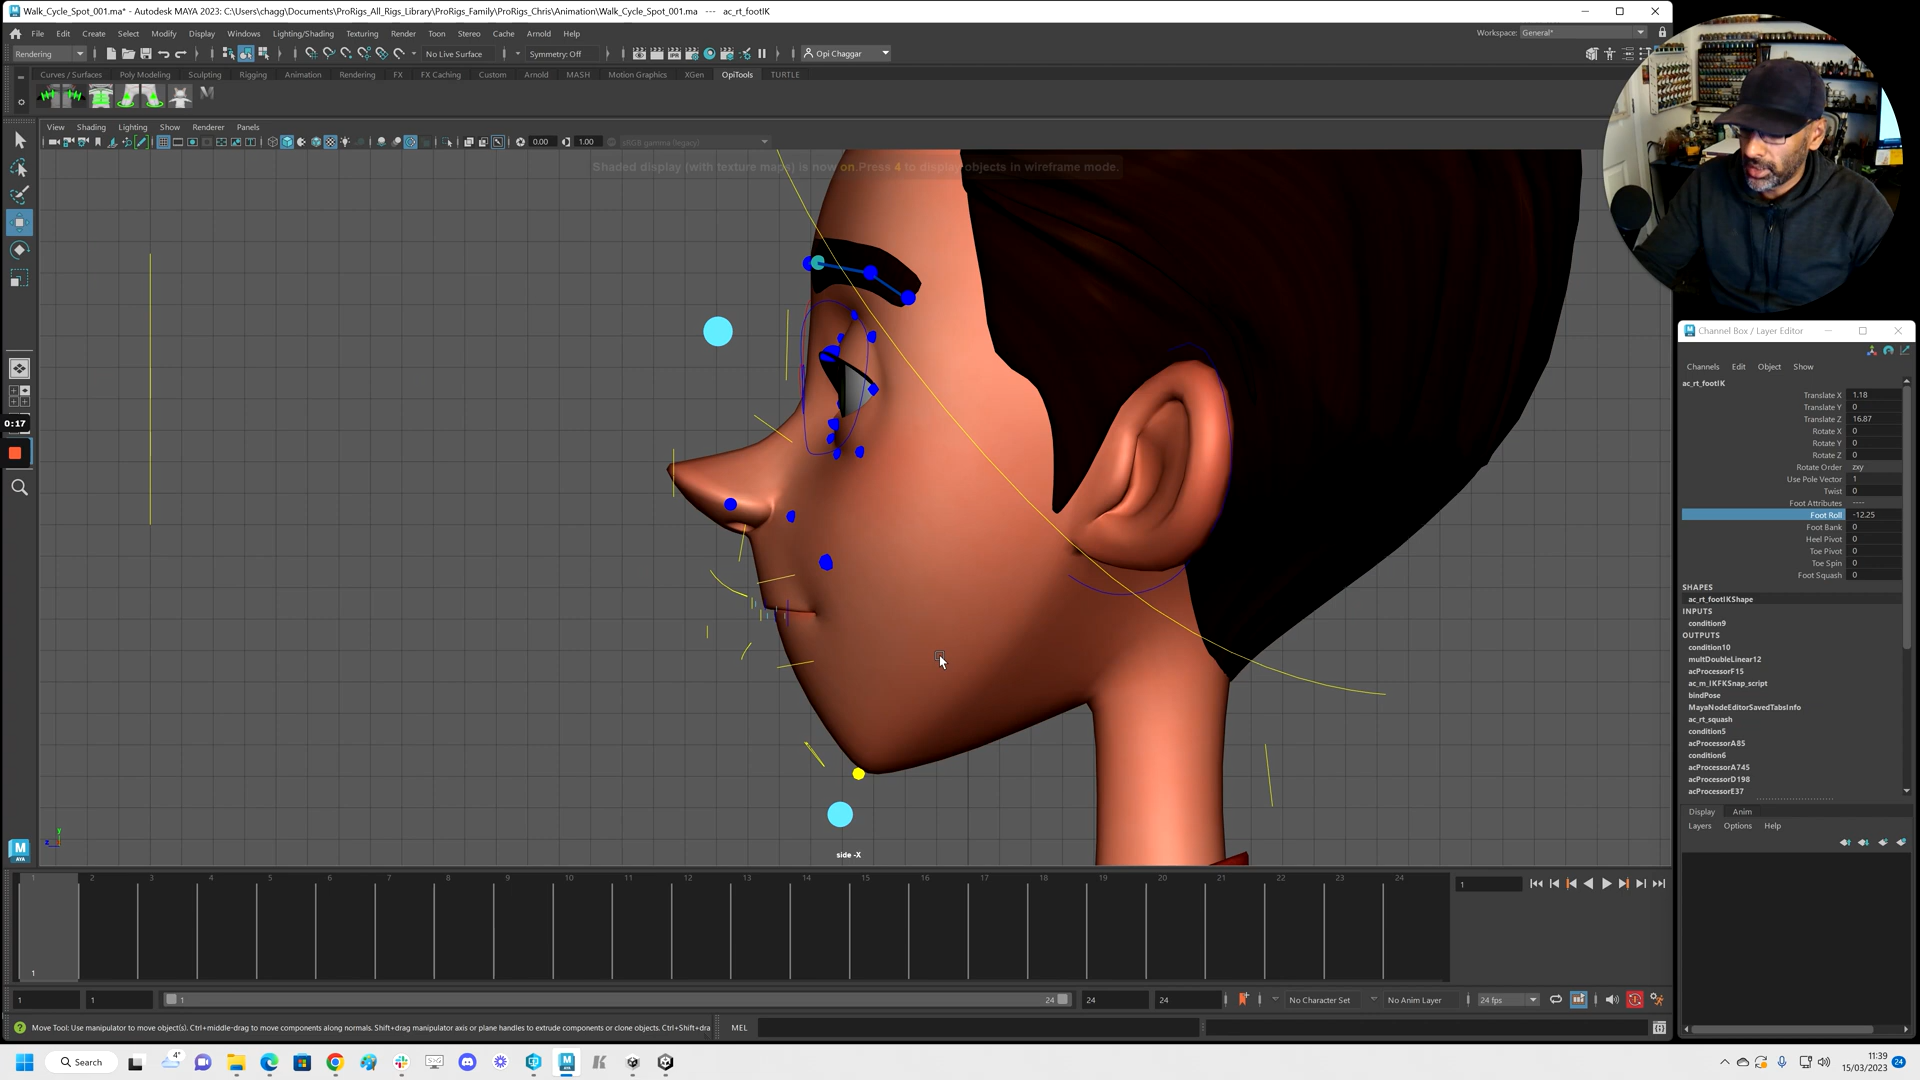 Walk_Cycle_Spot_001.ma* - Autodesk MAYA 2023: C:\Users\chagg\Documents\ProRigs_All_Rigs_Library\ProRigs_Family\ProRigs_Chris\Animation\Walk_Cycle_Spot_001.ma --- ac_rt_footIK
File Edit Create Select Modify Display Windows Lighting/Shading Texturing Render Toon Stereo Cache Arnold Help
Workspace: General*
Rendering No Live Surface Symmetry: Off Opi Chaggar
Curves / Surfaces Poly Modeling Sculpting Rigging Animation Rendering FX FX Caching Custom Arnold MASH Motion Graphics XGen OpiTools TURTLE
View Shading Lighting Show Renderer Panels
0.00 1.00 sRGB gamma (legacy)
Shaded display (with texture maps) is now on.Press 4 to display objects in wireframe mode.
0:17
side -X
Channel Box / Layer Editor
Channels Edit Object Show
ac_rt_footIK
Translate X 1.18
Translate Y 0
Translate Z 16.87
Rotate X 0
Rotate Y 0
Rotate Z 0
Rotate Order zxy
Use Pole Vector 1
Twist 0
Foot Attributes ----
Foot Roll -12.25
Foot Bank 0
Heel Pivot 0
Toe Pivot 0
Toe Spin 0
Foot Squash 0
SHAPES
ac_rt_footIKShape
INPUTS
condition9
OUTPUTS
condition10
multDoubleLinear12
acProcessorF15
ac_m_IKFKSnap_script
bindPose
MayaNodeEditorSavedTabsInfo
ac_rt_squash
condition5
acProcessorA85
condition6
acProcessorA745
acProcessorD198
acProcessorE37
Display Anim
Layers Options Help
1 2 3 4 5 6 7 8 9 10 11 12 13 14 15 16 17 18 19 20 21 22 23 24
1
1
1 1 1 24 24 24 No Character Set No Anim Layer 24 fps
Move Tool: Use manipulator to move object(s). Ctrl+middle-drag to move components along normals. Shift+drag manipulator axis or plane handles to extrude components or clone objects. Ctrl+Shift+dra
MEL
M
AYA
Search 4°
11:39
15/03/2023
24